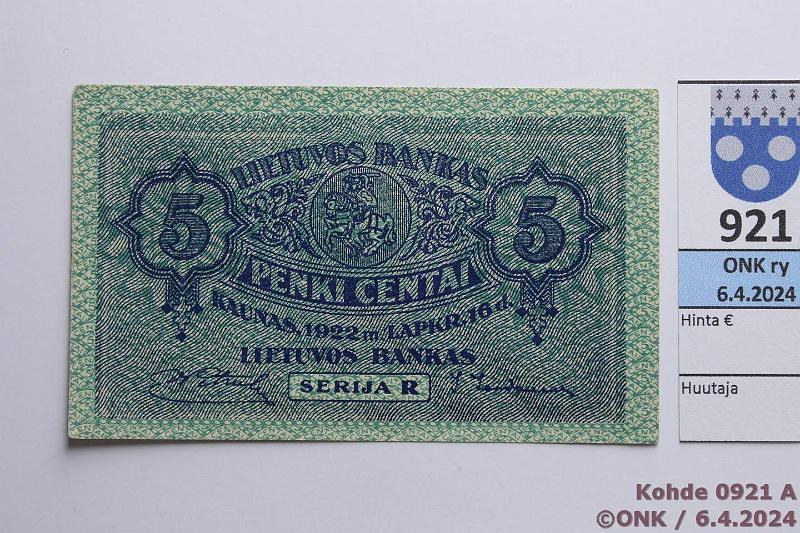 LIETUVOS BANKAS
5
5
PENKI CENTAI
KAUNAS, 1922 m. LAPKR. 16 d.
LIETUVOS BANKAS
SERIJA R
921
ONK ry
6.4.2024
Hinta €
Huutaja
Kohde 0921 A
©ONK / 6.4.2024